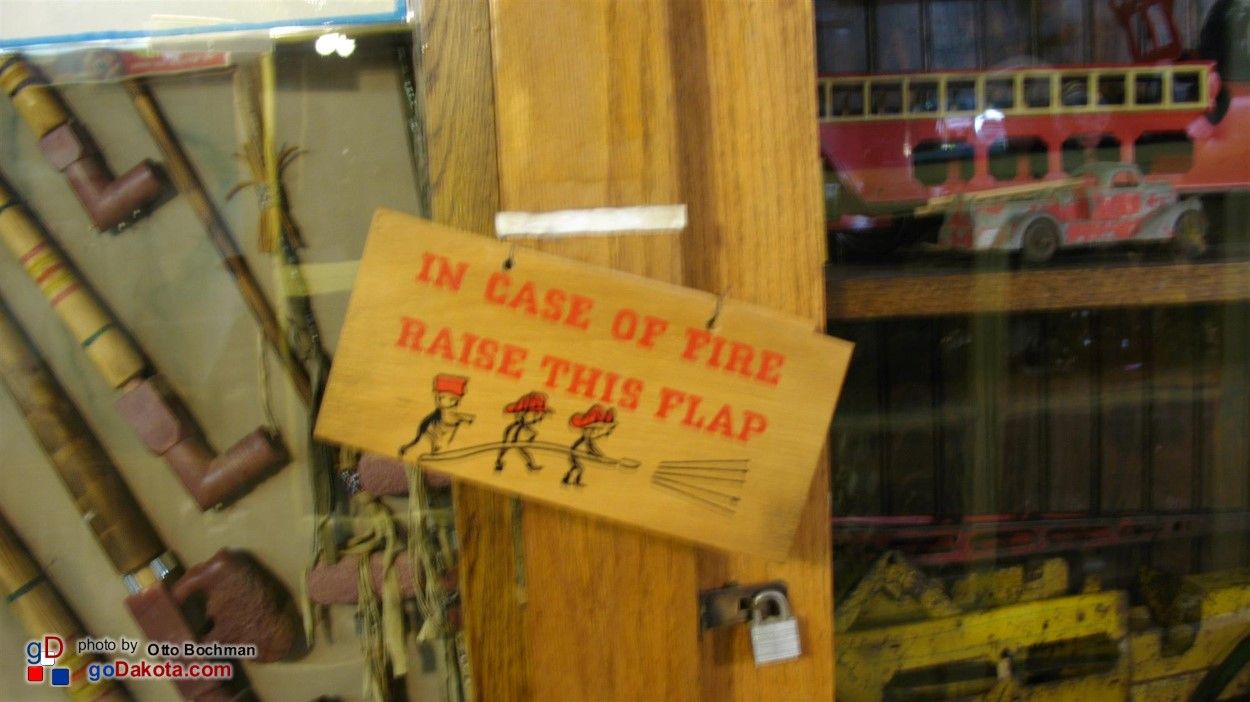 IN CASE OF FIRE
RAISE THIS FLAP
gD photo by Otto Bochman
goDakota.com